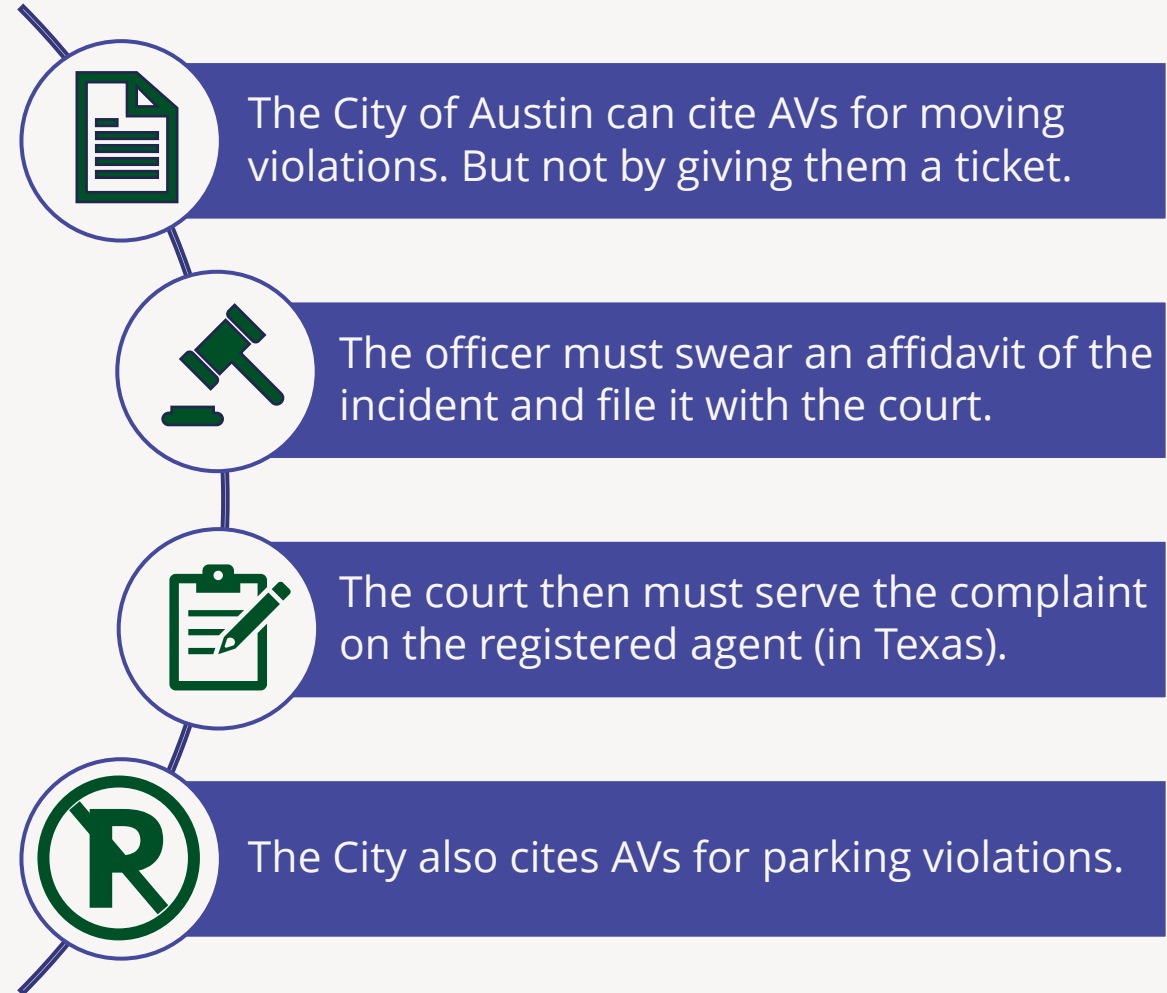 The City of Austin can cite AVs for moving
violations. But not by giving them a ticket.
The officer must swear an affidavit of the
incident and file it with the court.
The court then must serve the complaint
on the registered agent (in Texas).
R
The City also cites AVs for parking violations.